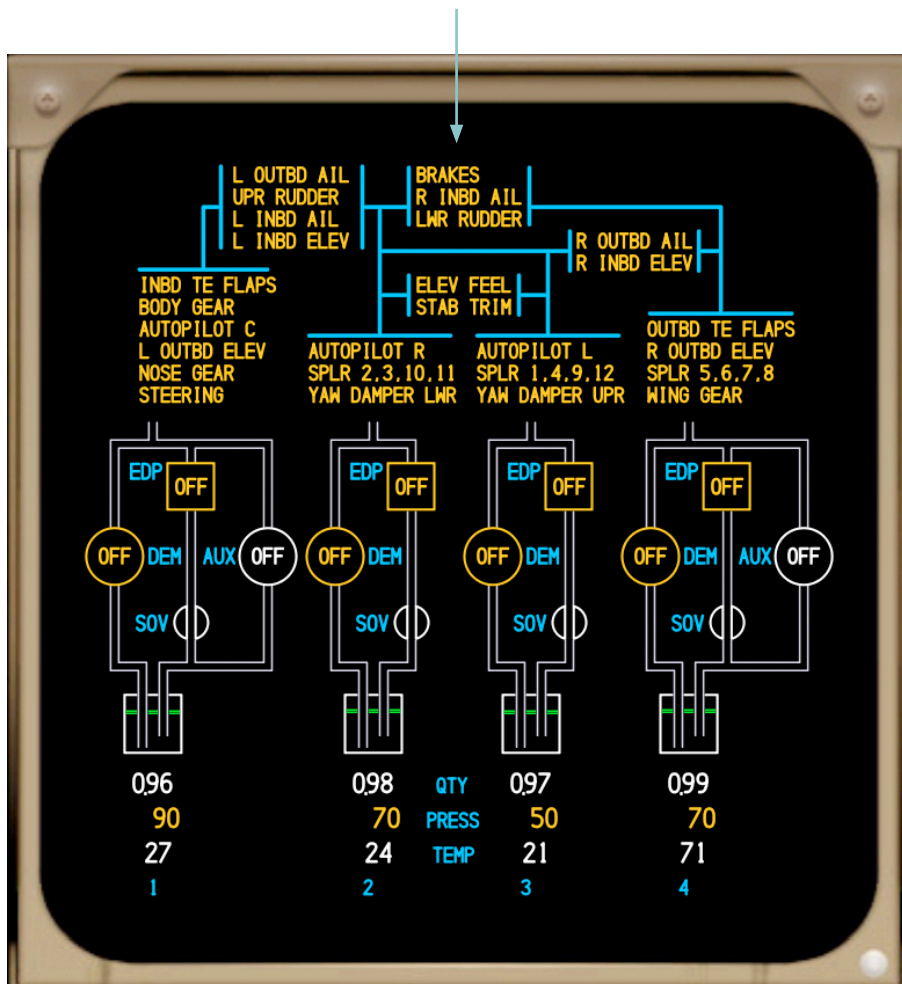 L OUTBD AIL
UPR RUDDER
L INBD AIL
L INBD ELEV
BRAKES
R INBD AIL
LWR RUDDER
R OUTBD AIL
R INBD ELEV
ELEV FEEL
STAB TRIM
INBD TE FLAPS
BODY GEAR
AUTOPILOT C
L OUTBD ELEV
NOSE GEAR
STEERING
AUTOPILOT R
SPLR 2,3,10,11
YAW DAMPER LWR
AUTOPILOT L
SPLR 1,4,9,12
YAW DAMPER UPR
OUTBD TE FLAPS
R OUTBD ELEV
SPLR 5,6,7,8
WING GEAR
EDP OFF EDP OFF EDP OFF EDP OFF
OFF DEM AUX OFF OFF DEM OFF DEM OFF DEM AUX OFF
SOV SOV SOV SOV
0.96 0.98 QTY 0.97 0.99
90 70 PRESS 50 70
27 24 TEMP 21 71
1 2 3 4